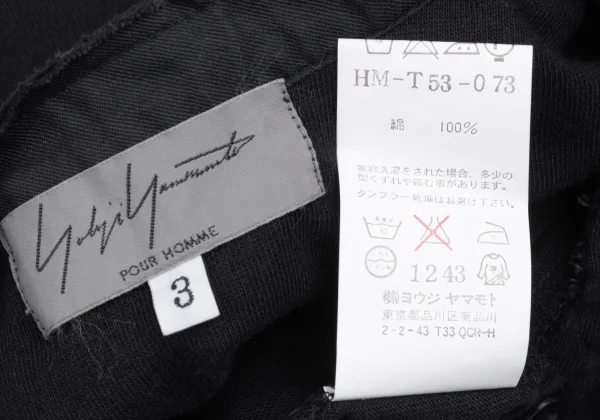 Yohji Yamamoto
POUR HOMME
3
HM-T53-073
綿 100%
家庭洗濯をされた場合、多少の
型くずれや縮む事があります。
タンブラー乾燥はお避け下さい。
1243
㈱ヨウジ ヤマモト
東京都品川区東品川
2-2-43 T33 QCR-H